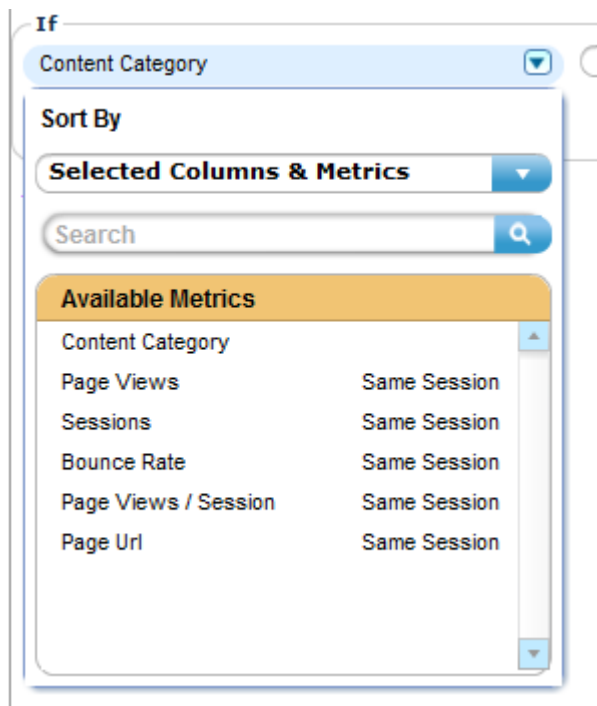 If
Content Category
Sort By
Selected Columns & Metrics
Search
Available Metrics
Content Category
Page Views Same Session
Sessions Same Session
Bounce Rate Same Session
Page Views / Session Same Session
Page Url Same Session